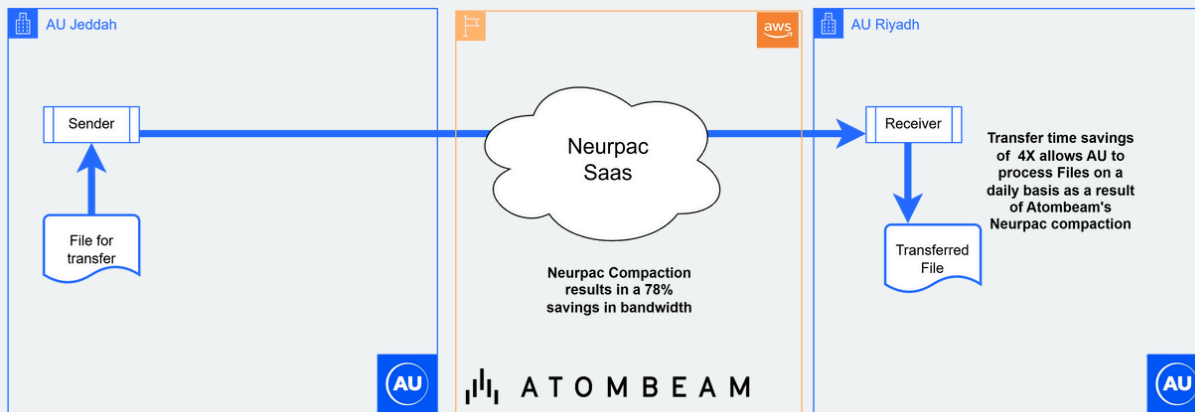 AU Jeddah
Sender
File for
transfer
AU
aws
Neurpac
Saas
Neurpac Compaction
results in a 78%
savings in bandwidth
ATOMBEAM
AU Riyadh
Receiver
Transferred
File
Transfer time savings
of 4X allows AU to
process Files on a
daily basis as a result
of Atombeam's
Neurpac compaction
AU